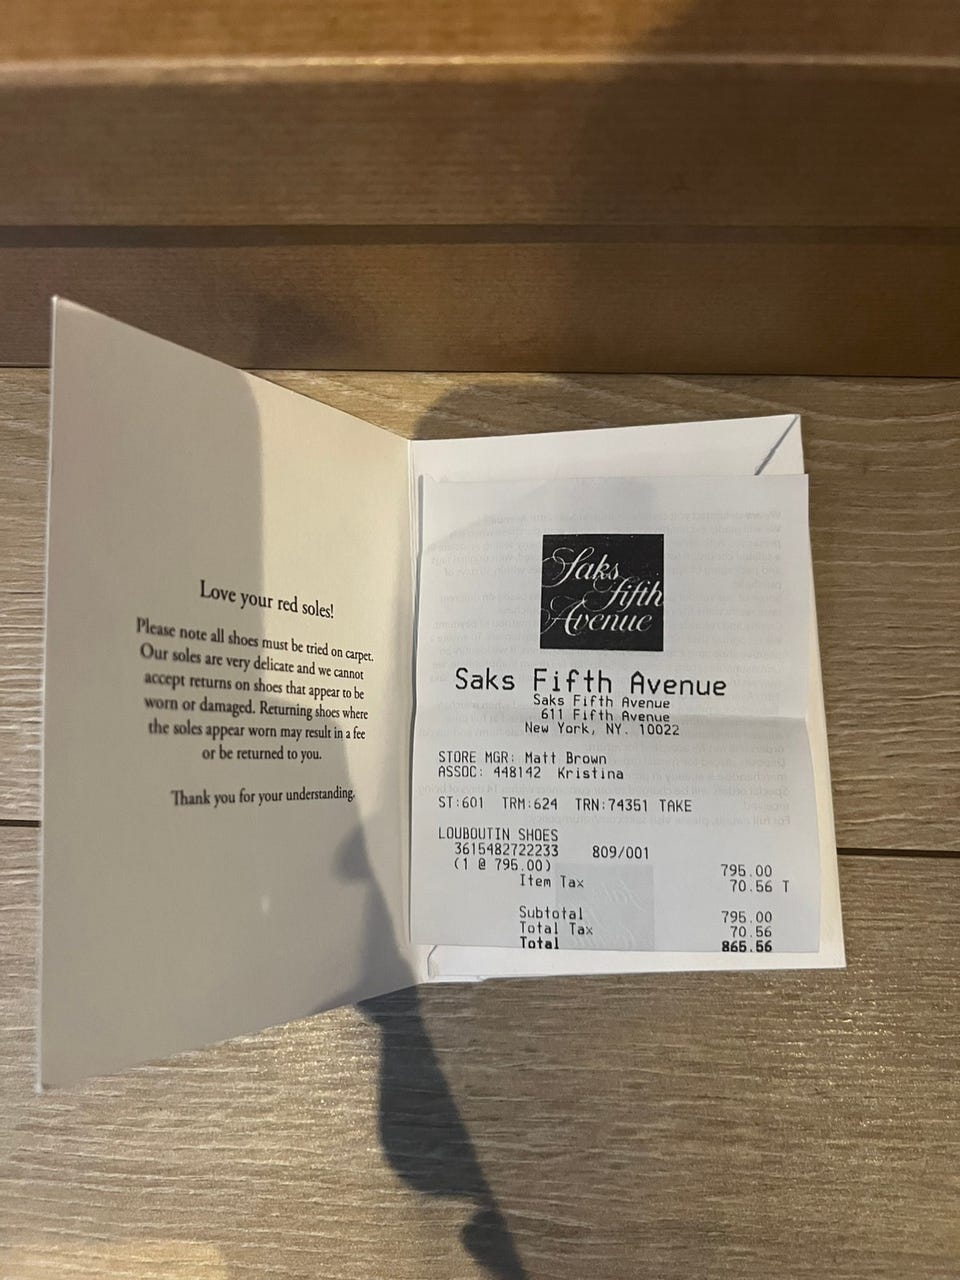 Love your red soles!
Please note all shoes must be tried on carpet.
Our soles are very delicate and we cannot
accept returns on shoes that appear to be
worn or damaged. Returning shoes where
the soles appear worn may result in a fee
or be returned to you.
Thank you for your understanding.
Saks
fifth
Avenue
Saks Fifth Avenue
Saks Fifth Avenue
611 Fifth Avenue
New York, NY. 10022
STORE MGR: Matt Brown
ASSOC: 448142 Kristina
ST:601 TRM:624 TRN:74351 TAKE
LOUBOUTIN SHOES
3615482722233 809/001
(1 @ 795.00) 795.00
Item Tax 70.56 T
Subtotal 795.00
Total Tax 70.56
Total 865.56